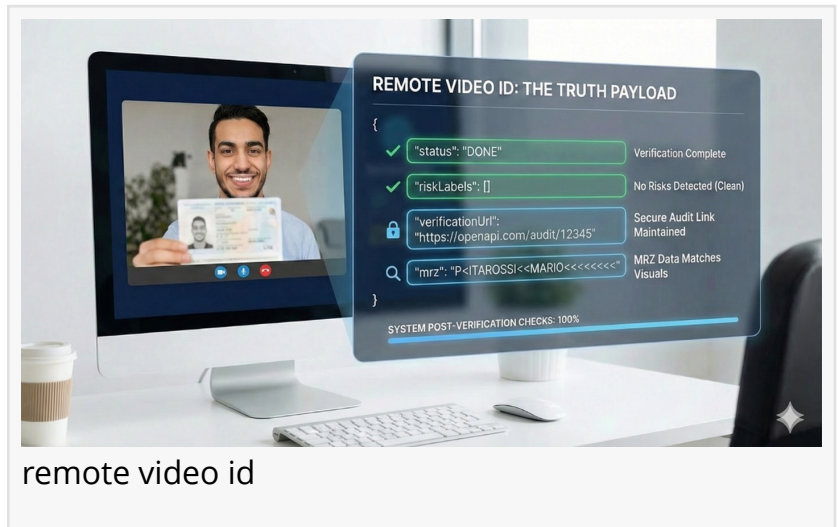 REMOTE VIDEO ID: THE TRUTH PAYLOAD
{
"status": "DONE"
Verification Complete
"riskLabels": []
No Risks Detected (Clean)
"verificationUrl":
"https://openapi.com/audit/12345"
Secure Audit Link
Maintained
"mrz": "P<ITAROSSI<<MARIO<<<<<<<<"
MRZ Data Matches
Visuals
}
SYSTEM POST-VERIFICATION CHECKS: 100%
remote video id